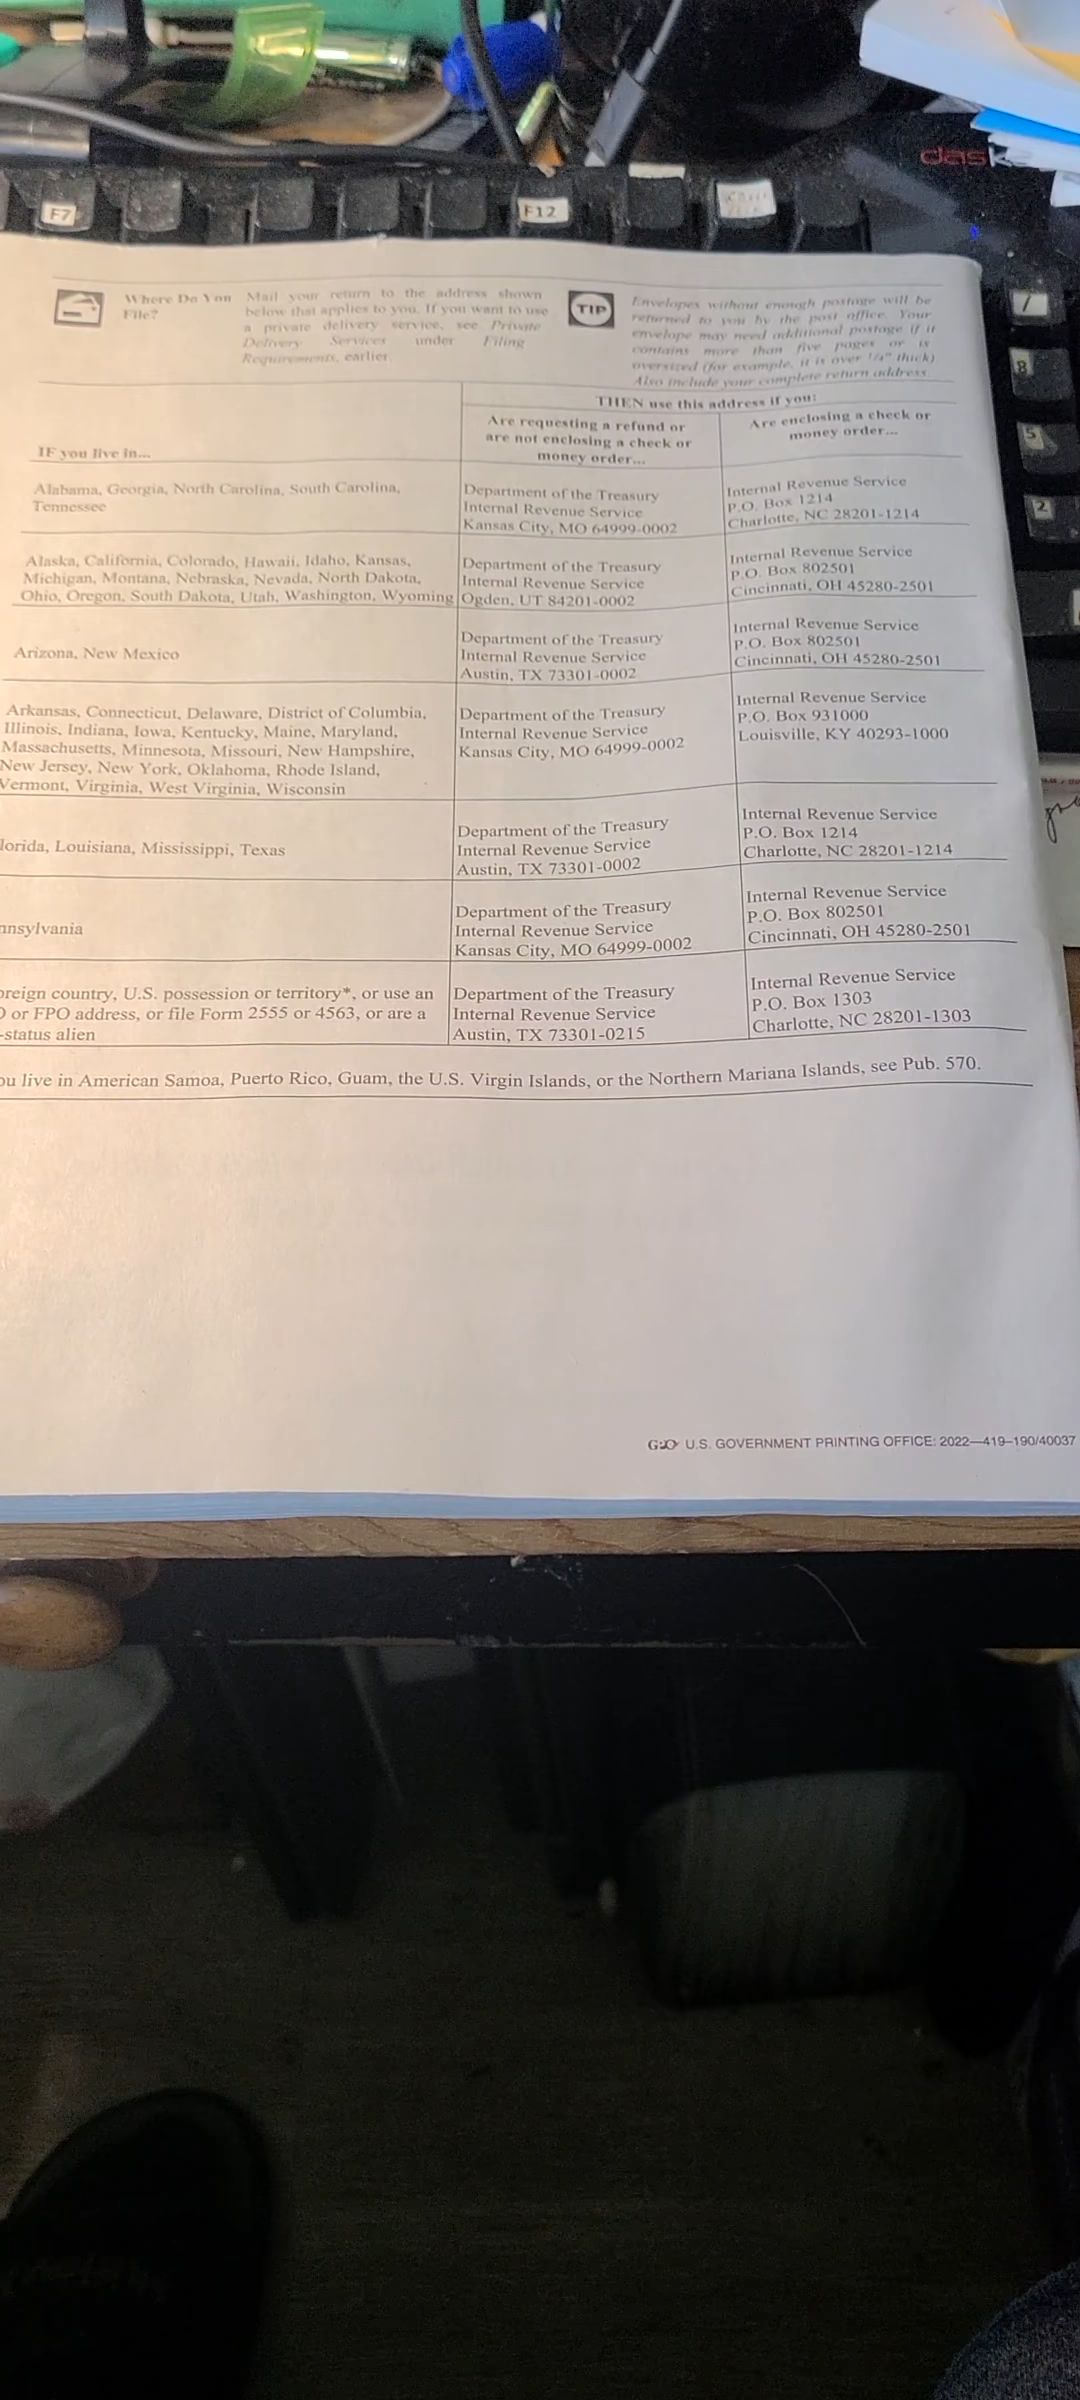 das
F7
F12
/
8
5
2
Where Do You
File?
Mail your return to the address shown
below that applies to you. If you want to use
a private delivery service, see Private
Delivery Services under Filing
Requirements, earlier.
TIP
Envelopes without enough postage will be
returned to you by the post office. Your
envelope may need additional postage if it
contains more than five pages or is
oversized (for example, it is over 1/4" thick).
Also include your complete return address.
THEN use this address if you:
IF you live in...
Are requesting a refund or
are not enclosing a check or
money order...
Are enclosing a check or
money order...
Alabama, Georgia, North Carolina, South Carolina,
Tennessee
Department of the Treasury
Internal Revenue Service
Kansas City, MO 64999-0002
Internal Revenue Service
P.O. Box 1214
Charlotte, NC 28201-1214
Alaska, California, Colorado, Hawaii, Idaho, Kansas,
Michigan, Montana, Nebraska, Nevada, North Dakota,
Ohio, Oregon, South Dakota, Utah, Washington, Wyoming
Department of the Treasury
Internal Revenue Service
Ogden, UT 84201-0002
Internal Revenue Service
P.O. Box 802501
Cincinnati, OH 45280-2501
Arizona, New Mexico
Department of the Treasury
Internal Revenue Service
Austin, TX 73301-0002
Internal Revenue Service
P.O. Box 802501
Cincinnati, OH 45280-2501
Arkansas, Connecticut, Delaware, District of Columbia,
Illinois, Indiana, Iowa, Kentucky, Maine, Maryland,
Massachusetts, Minnesota, Missouri, New Hampshire,
New Jersey, New York, Oklahoma, Rhode Island,
Vermont, Virginia, West Virginia, Wisconsin
Department of the Treasury
Internal Revenue Service
Kansas City, MO 64999-0002
Internal Revenue Service
P.O. Box 931000
Louisville, KY 40293-1000
lorida, Louisiana, Mississippi, Texas
Department of the Treasury
Internal Revenue Service
Austin, TX 73301-0002
Internal Revenue Service
P.O. Box 1214
Charlotte, NC 28201-1214
nnsylvania
Department of the Treasury
Internal Revenue Service
Kansas City, MO 64999-0002
Internal Revenue Service
P.O. Box 802501
Cincinnati, OH 45280-2501
oreign country, U.S. possession or territory*, or use an
O or FPO address, or file Form 2555 or 4563, or are a
-status alien
Department of the Treasury
Internal Revenue Service
Austin, TX 73301-0215
Internal Revenue Service
P.O. Box 1303
Charlotte, NC 28201-1303
ou live in American Samoa, Puerto Rico, Guam, the U.S. Virgin Islands, or the Northern Mariana Islands, see Pub. 570.
GPO U.S. GOVERNMENT PRINTING OFFICE: 2022—419-190/40037